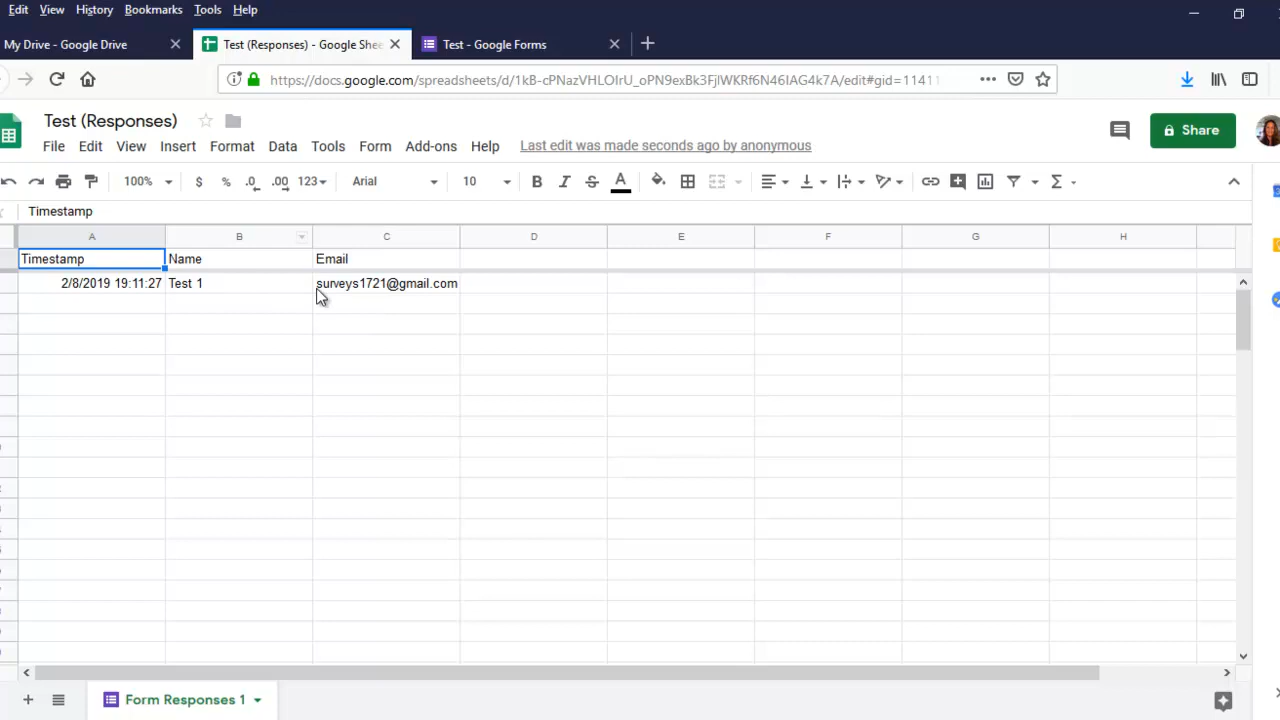 Edit View History Bookmarks Tools Help
My Drive - Google Drive Test (Responses) - Google She Test - Google Forms
https://docs.google.com/spreadsheets/d/1kB-cPNazVHLOIrU_oPN9exBk3FjlWKRf6N46IAG4k7A/edit#gid=11411
Test (Responses)
Share
File Edit View Insert Format Data Tools Form Add-ons Help Last edit was made seconds ago by anonymous
100% $ % .0 .00 123 Arial 10 B I S A Σ
Timestamp
A B C D E F G H
Timestamp Name Email
2/8/2019 19:11:27 Test 1 surveys1721@gmail.com
Form Responses 1